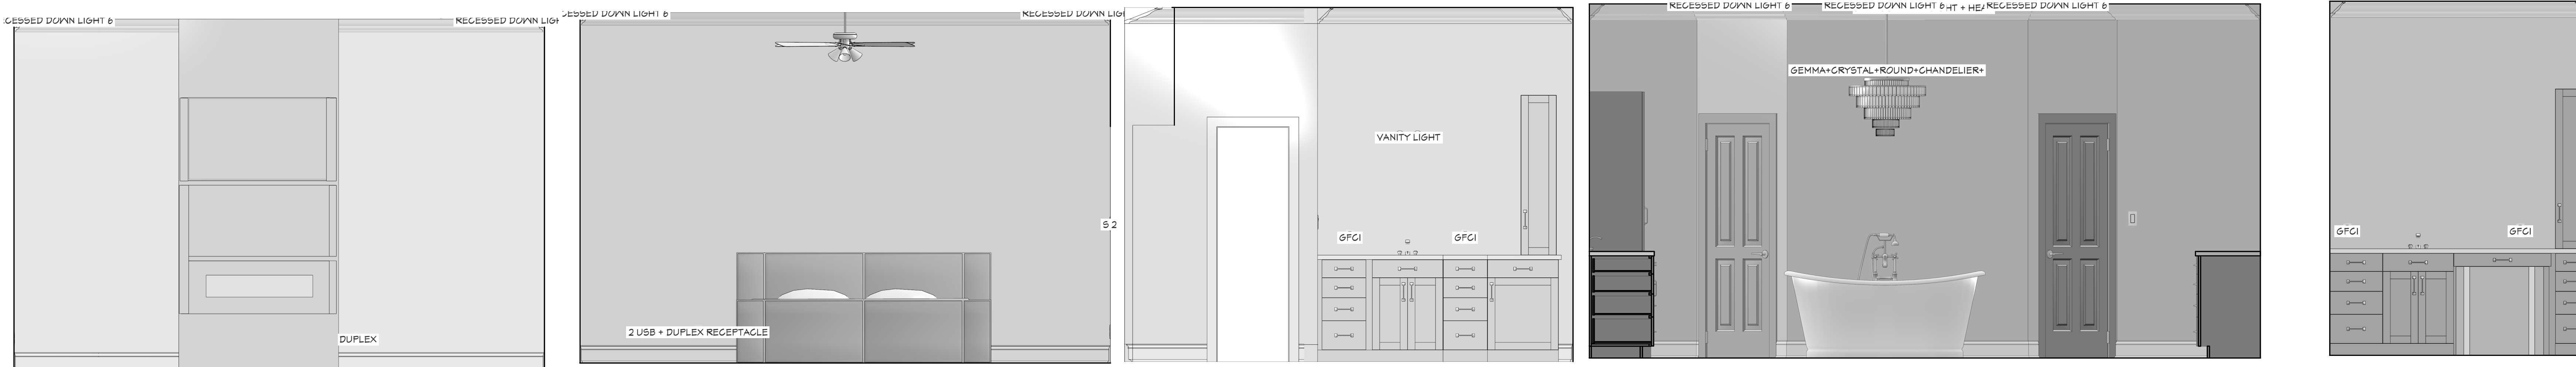 CESSED DOWN LIGHT 6
RECESSED DOWN LIGH
DUPLEX
CESSED DOWN LIGHT 6
RECESSED DOWN LIG
S 2
2 USB + DUPLEX RECEPTACLE
VANITY LIGHT
GFCI
GFCI
RECESSED DOWN LIGHT 6
RECESSED DOWN LIGHT 6
HT + HEA
RECESSED DOWN LIGHT 6
GEMMA+CRYSTAL+ROUND+CHANDELIER+
GFCI
GFCI